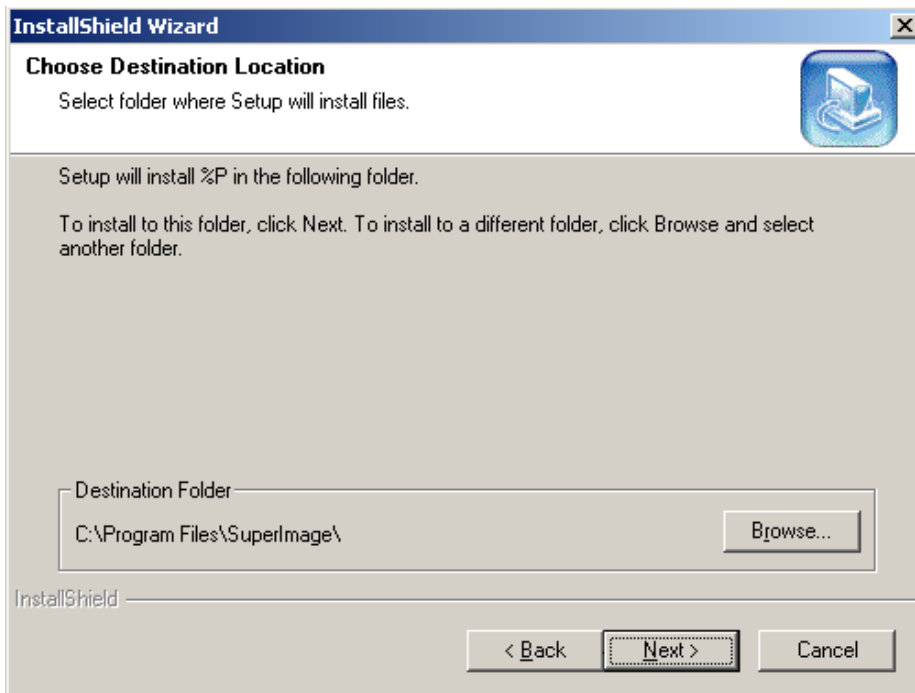 InstallShield Wizard
Choose Destination Location
Select folder where Setup will install files.
Setup will install %P in the following folder.
To install to this folder, click Next. To install to a different folder, click Browse and select
another folder.
Destination Folder
C:\Program Files\SuperImage\
Browse...
InstallShield
< Back
Next >
Cancel